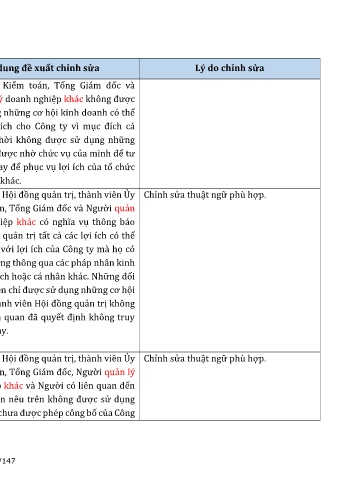 dung đề xuất chỉnh sửa
Lý do chỉnh sửa
Kiểm toán, Tổng Giám đốc và
ý doanh nghiệp khác không được
g những cơ hội kinh doanh có thể
ích cho Công ty vì mục đích cá
thời không được sử dụng những
được nhờ chức vụ của mình để tư
ay để phục vụ lợi ích của tổ chức
khác.
Hội đồng quản trị, thành viên Ủy
Chỉnh sửa thuật ngữ phù hợp.
n, Tổng Giám đốc và Người quản
iệp khác có nghĩa vụ thông báo
quản trị tất cả các lợi ích có thể
với lợi ích của Công ty mà họ có
ng thông qua các pháp nhân kinh
ch hoặc cá nhân khác. Những đối
ên chỉ được sử dụng những cơ hội
ành viên Hội đồng quản trị không
quan đã quyết định không truy
y.
Hội đồng quản trị, thành viên Ủy
Chỉnh sửa thuật ngữ phù hợp.
n, Tổng Giám đốc, Người quản lý
khác và Người có liên quan đến
n nêu trên không được sử dụng
chưa được phép công bố của Công
/147